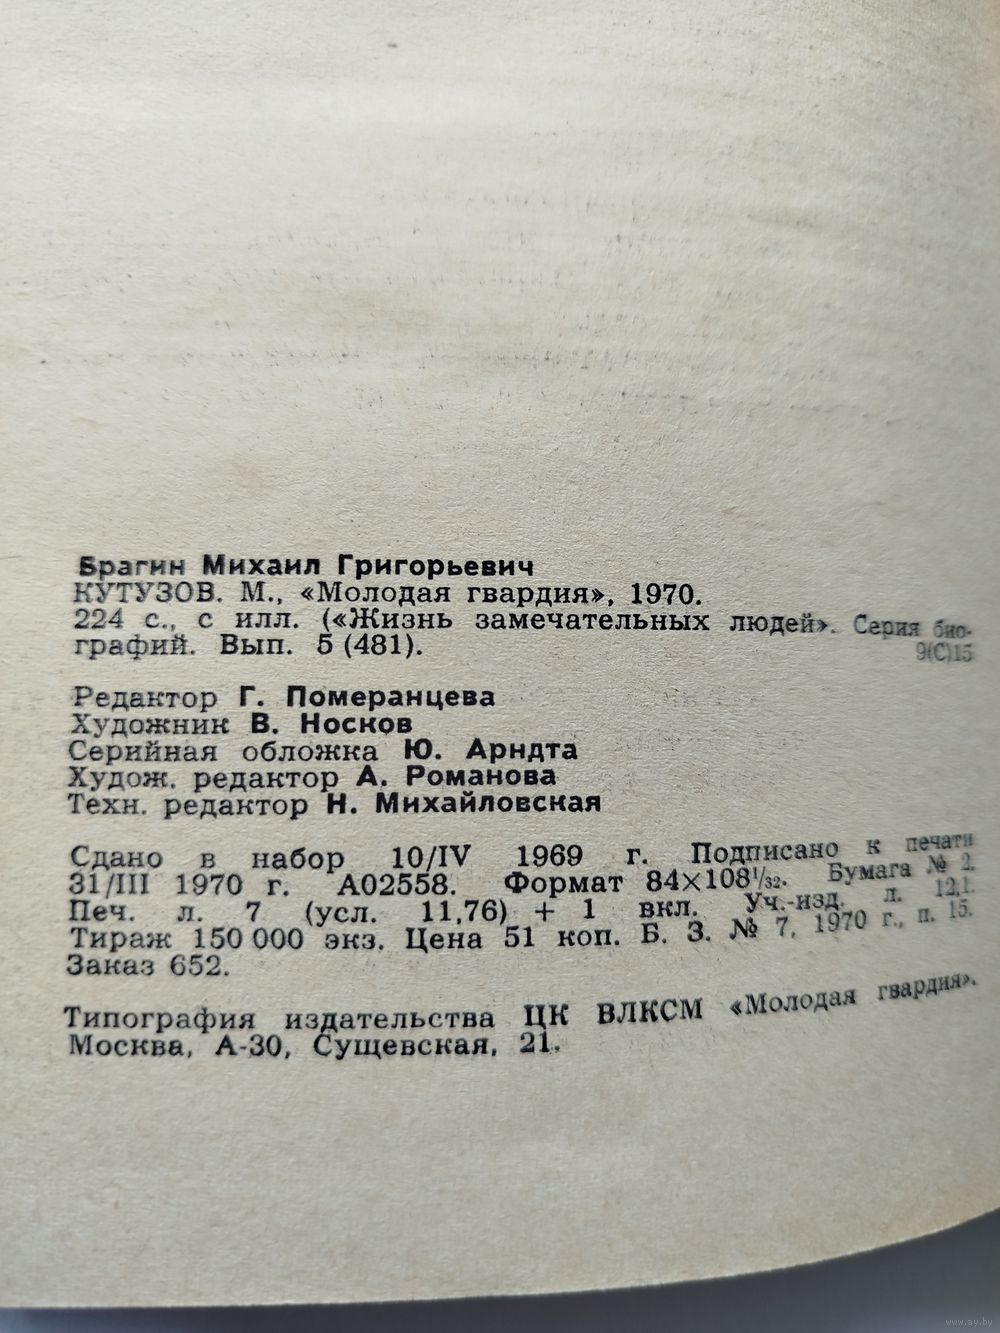 Брагин Михаил Григорьевич
КУТУЗОВ. М., «Молодая гвардия», 1970.
224 с., с илл. («Жизнь замечательных людей». Серия био-
графий. Вып. 5 (481).
9(С)15
Редактор Г. Померанцева
Художник В. Носков
Серийная обложка Ю. Арндта
Худож. редактор А. Романова
Техн. редактор Н. Михайловская
Сдано в набор 10/IV 1969 г. Подписано к печати
31/III 1970 г. А02558. Формат 84×108¹/₃₂. Бумага № 2.
Печ. л. 7 (усл. 11,76) + 1 вкл. Уч.-изд. л. 12,1.
Тираж 150 000 экз. Цена 51 коп. Б. З. № 7, 1970 г., п. 15.
Заказ 652.
Типография издательства ЦК ВЛКСМ «Молодая гвардия».
Москва, А-30, Сущевская, 21.
www.ay.by